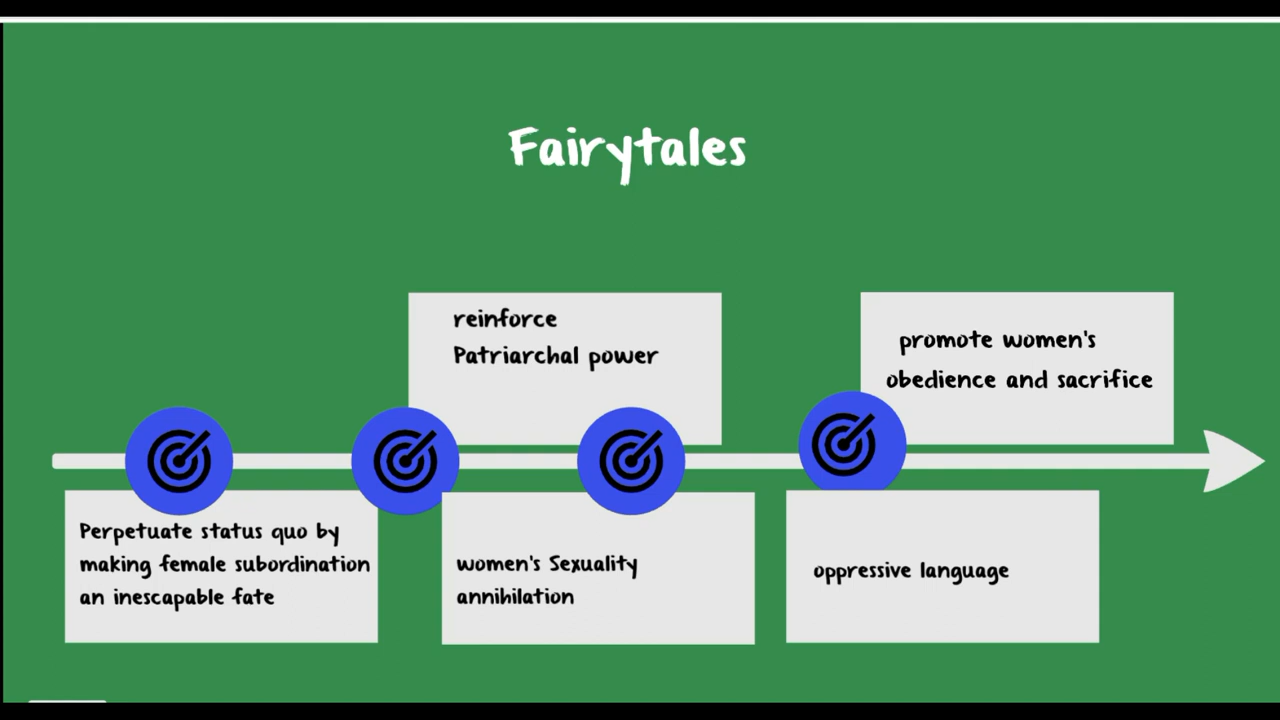 Fairytales
reinforce
Patriarchal power
promote women's
obedience and sacrifice
Perpetuate status quo by
making female subordination
an inescapable fate
women's Sexuality
annihilation
oppressive language